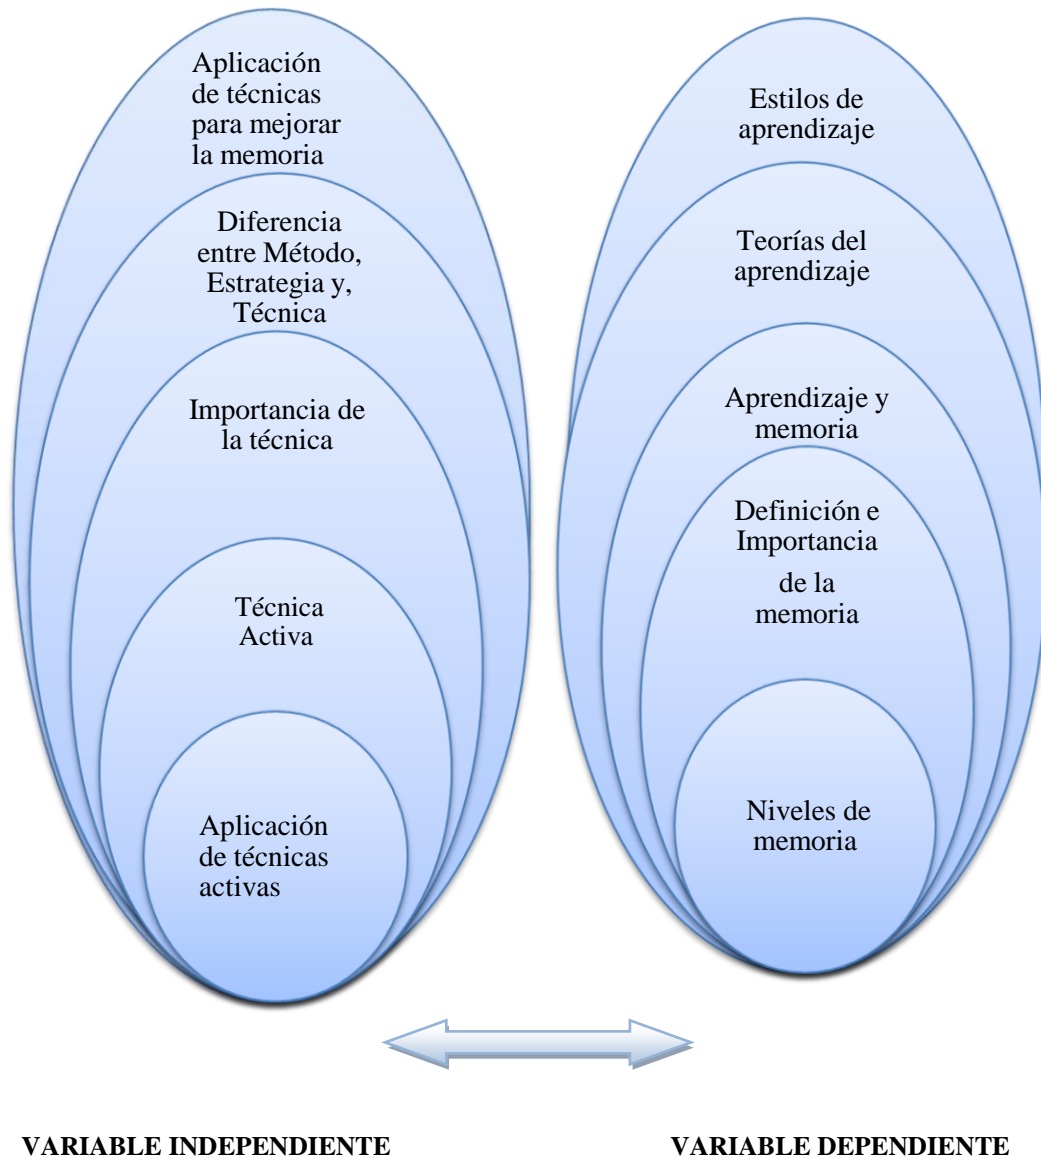 Aplicación
de técnicas
para mejorar
la memoria
Diferencia
entre Método,
Estrategia y,
Técnica
Importancia de
la técnica
Técnica
Activa
Aplicación
de técnicas
activas
Estilos de
aprendizaje
Teorías del
aprendizaje
Aprendizaje y
memoria
Definición e
Importancia
de la
memoria
Niveles de
memoria
VARIABLE INDEPENDIENTE
VARIABLE DEPENDIENTE